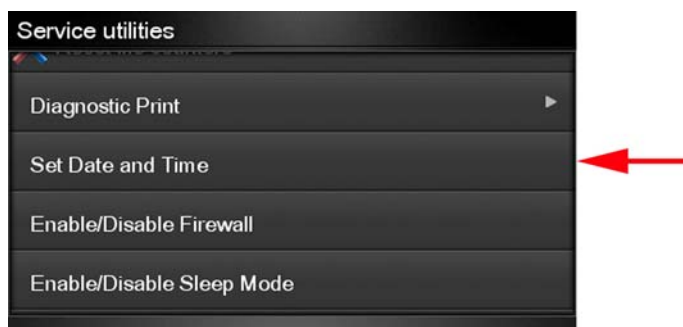 Service utilities
Diagnostic Print
Set Date and Time
Enable/Disable Firewall
Enable/Disable Sleep Mode